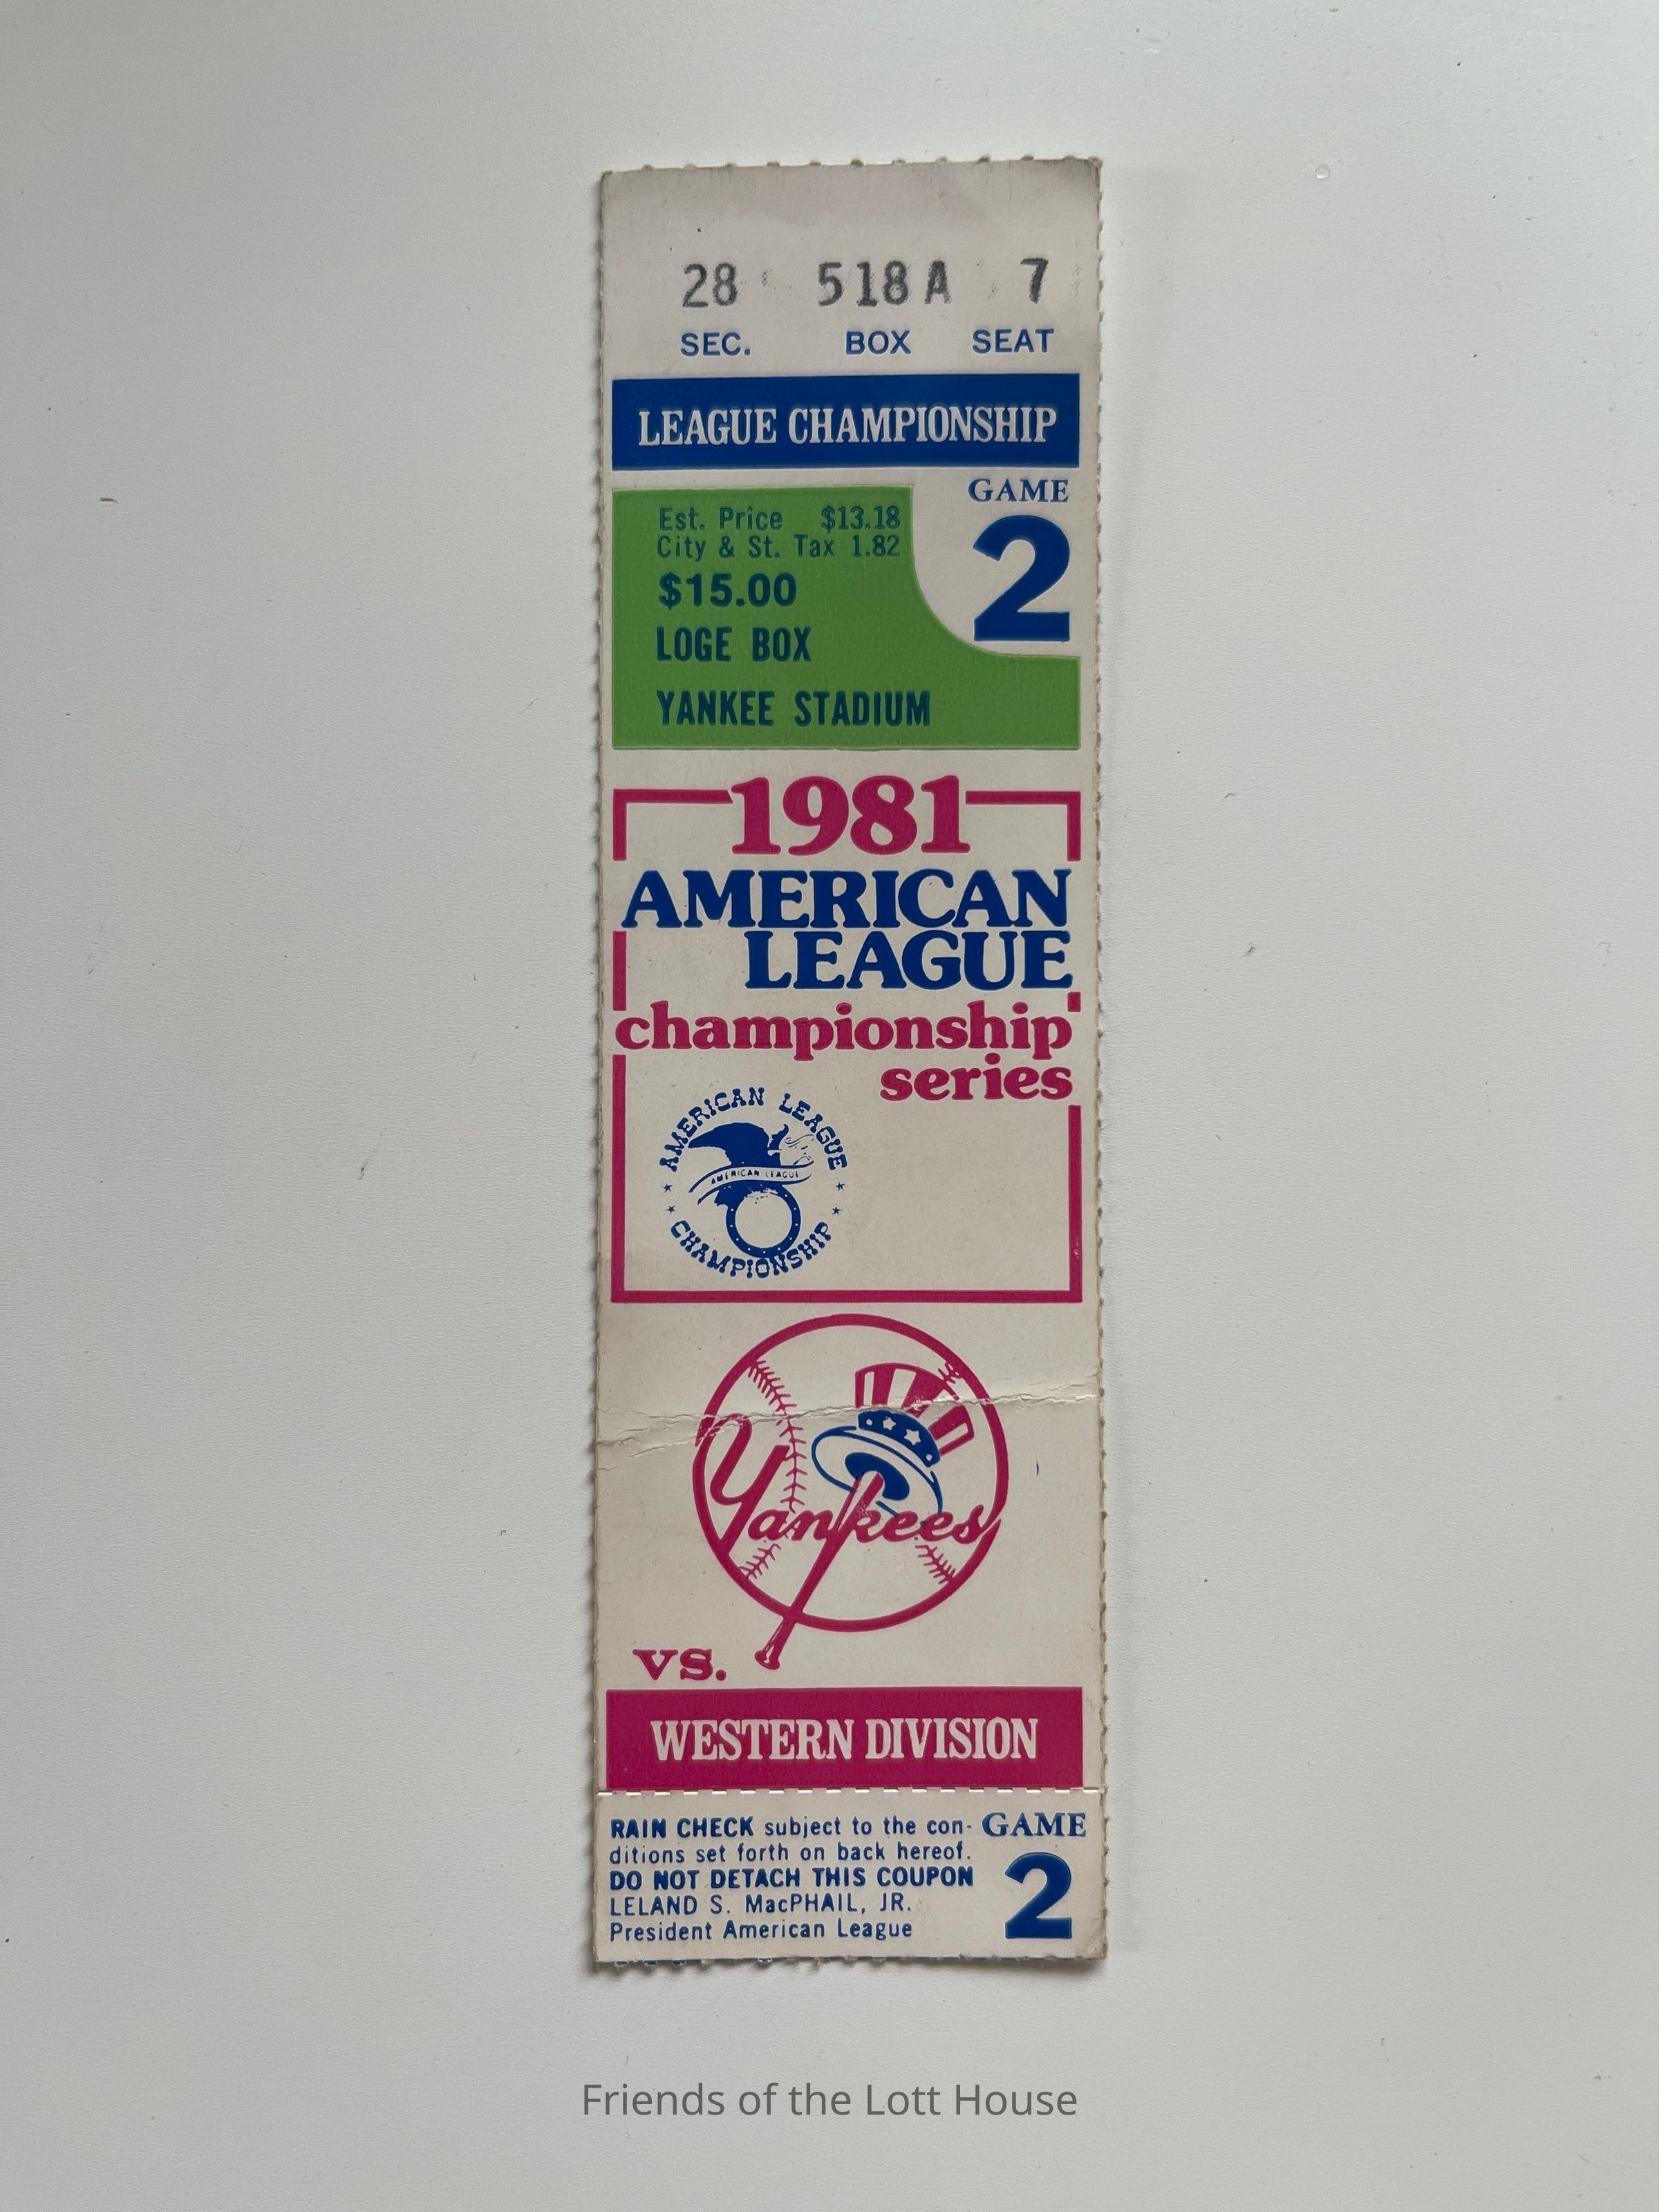 28 518 A 7
SEC. BOX SEAT
LEAGUE CHAMPIONSHIP
GAME
2
Est. Price $13.18
City & St. Tax 1.82
$15.00
LOGE BOX
YANKEE STADIUM
1981
AMERICAN
LEAGUE
championship
series
AMERICAN LEAGUE
AMERICAN LEAGUE
CHAMPIONSHIP
Yankees
vs.
WESTERN DIVISION
RAIN CHECK subject to the con-
ditions set forth on back hereof.
DO NOT DETACH THIS COUPON
LELAND S. MacPHAIL, JR.
President American League
GAME
2
Friends of the Lott House